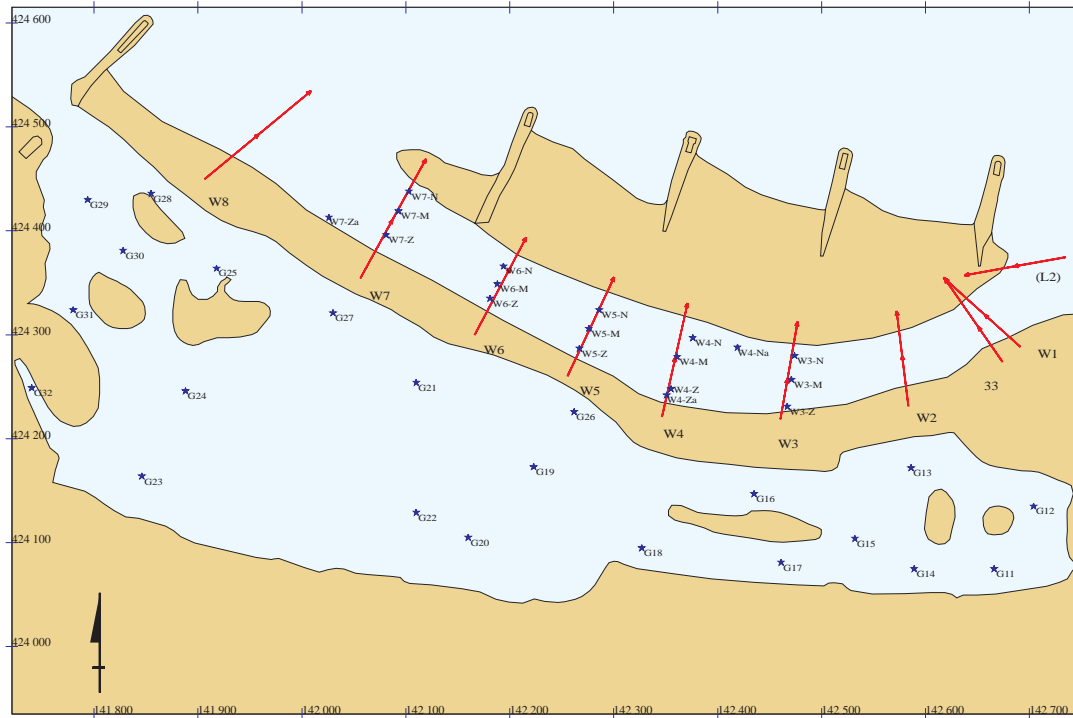 424 600
424 500
W8
G28
G29
W7-N
W7-M
W7-Za
W7-Z
424 400
G30
G25
W6-N
(L2)
W7
W6-M
W6-Z
G31
G27
W5-N
424 300
W5-M
W4-N
W4-Na
W3-N
W1
W6
W5-Z
W4-M
G32
G21
W5
W4-Z
W3-M
33
G24
W4-Za
G26
W3-Z
W2
424 200
W4
W3
G13
G23
G19
G16
G12
G22
G20
G15
424 100
G18
G17
G14
G11
424 000
141 800
141 900
142 000
142 100
142 200
142 300
142 400
142 500
142 600
142 700